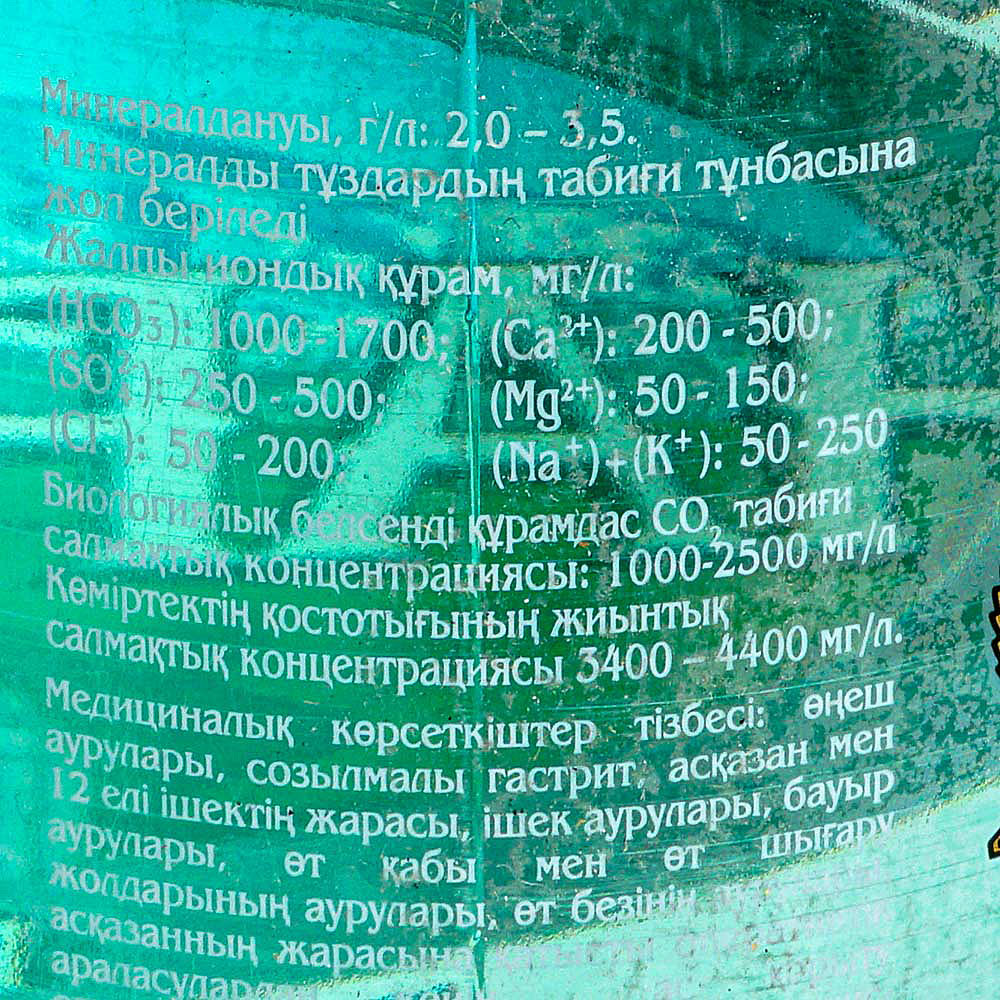 Минералдануы, г/л: 2,0 – 3,5.
Минералды тұздардың табиғи тұнбасына
жол беріледі
Жалпы иондық құрам, мг/л:
(HCO₃⁻): 1000-1700; (Ca²⁺): 200 - 500;
(SO₄²⁻): 250 - 500; (Mg²⁺): 50 - 150;
(Cl⁻): 50 - 200; (Na⁺)+(K⁺): 50 - 250
Биологиялық белсенді құрамдас CO₂ табиғи
салмақтық концентрациясы: 1000-2500 мг/л
Көміртектің қостотығының жиынтық
салмақтық концентрациясы 3400 – 4400 мг/л.
Медициналық көрсеткіштер тізбесі: өңеш
аурулары, созылмалы гастрит, асқазан мен
12 елі ішектің жарасы, ішек аурулары, бауыр
аурулары, өт қабы мен өт шығару
жолдарының аурулары, өт безінің
асқазанның жарасына